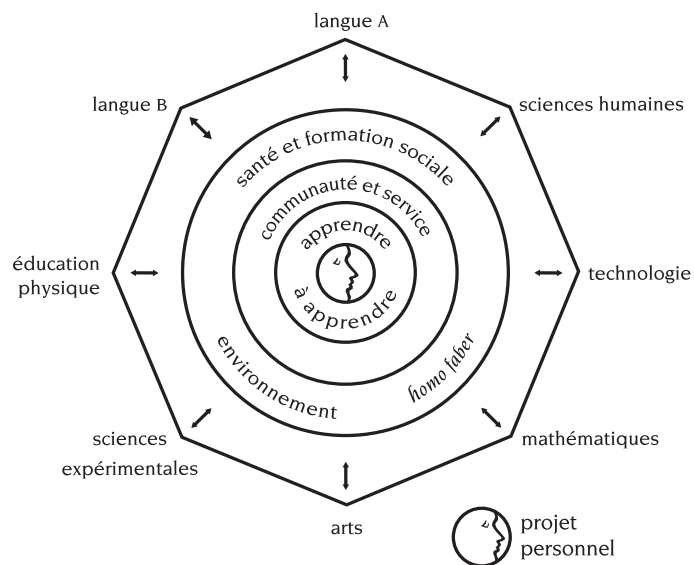 langue A
langue B
sciences humaines
santé et formation sociale
communauté et service
apprendre
à apprendre
éducation
physique
technologie
environnement
homo faber
sciences
expérimentales
mathématiques
arts
projet
personnel